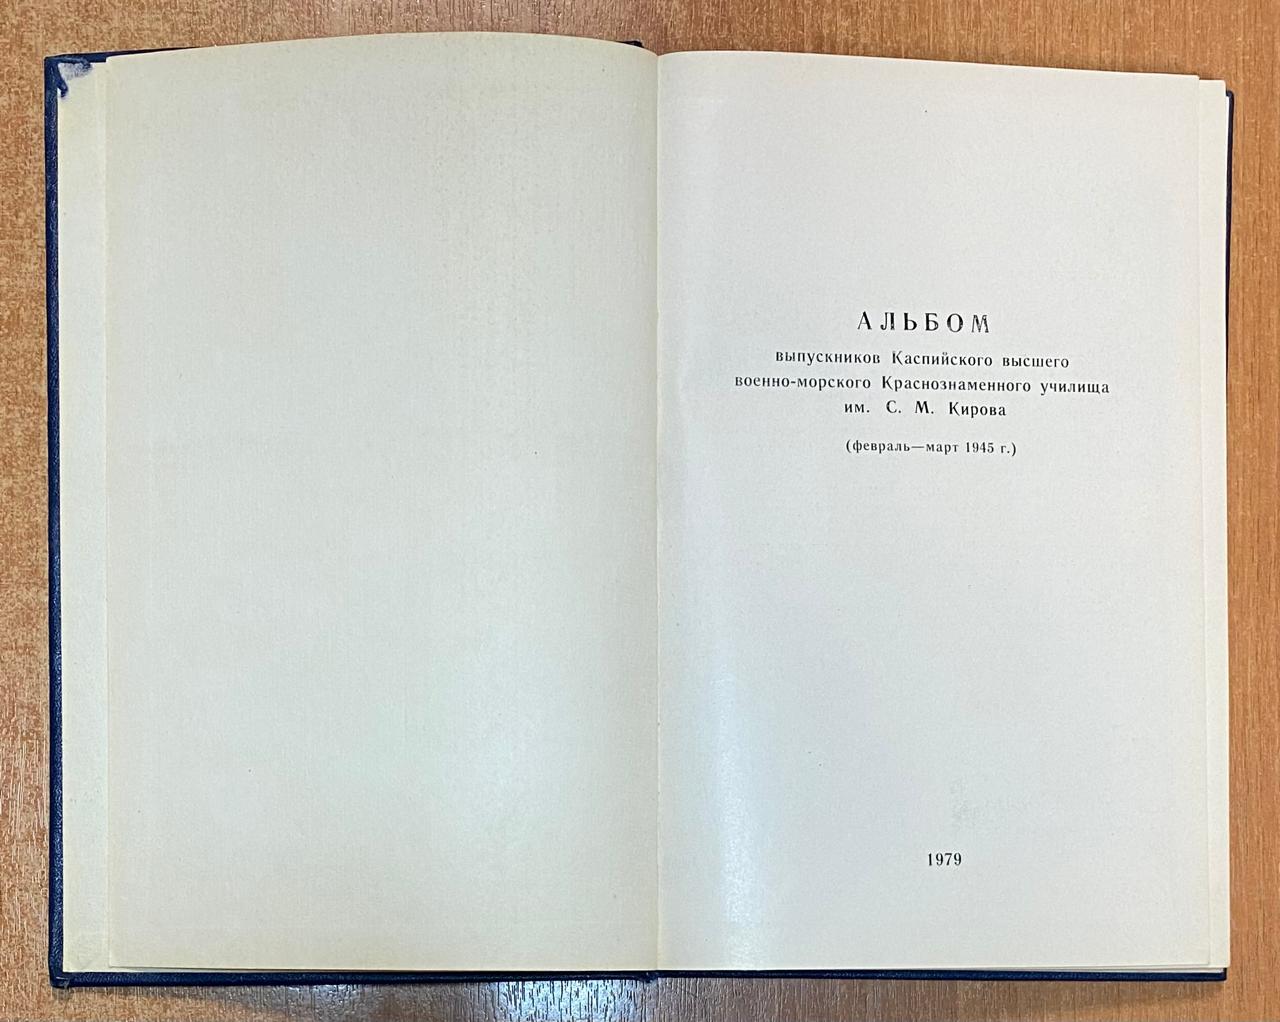 АЛЬБОМ
выпускников Каспийского высшего
военно-морского Краснознаменного училища
им. С. М. Кирова
(февраль—март 1945 г.)
1979